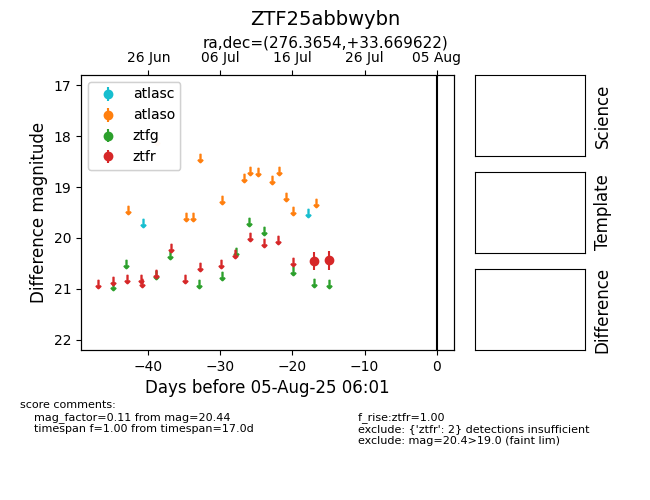 ZTF25abbwybn
ra,dec=(276.3654,+33.669622)
26 Jun 06 Jul 16 Jul 26 Jul 05 Aug
atlasc
atlaso
ztfg
ztfr
17
18
19
20
21
22
Difference magnitude
−40 −30 −20 −10 0
Days before 05-Aug-25 06:01
Science
Template
Difference
score comments:
mag_factor=0.11 from mag=20.44
timespan f=1.00 from timespan=17.0d
f_rise:ztfr=1.00
exclude: {'ztfr': 2} detections insufficient
exclude: mag=20.4>19.0 (faint lim)